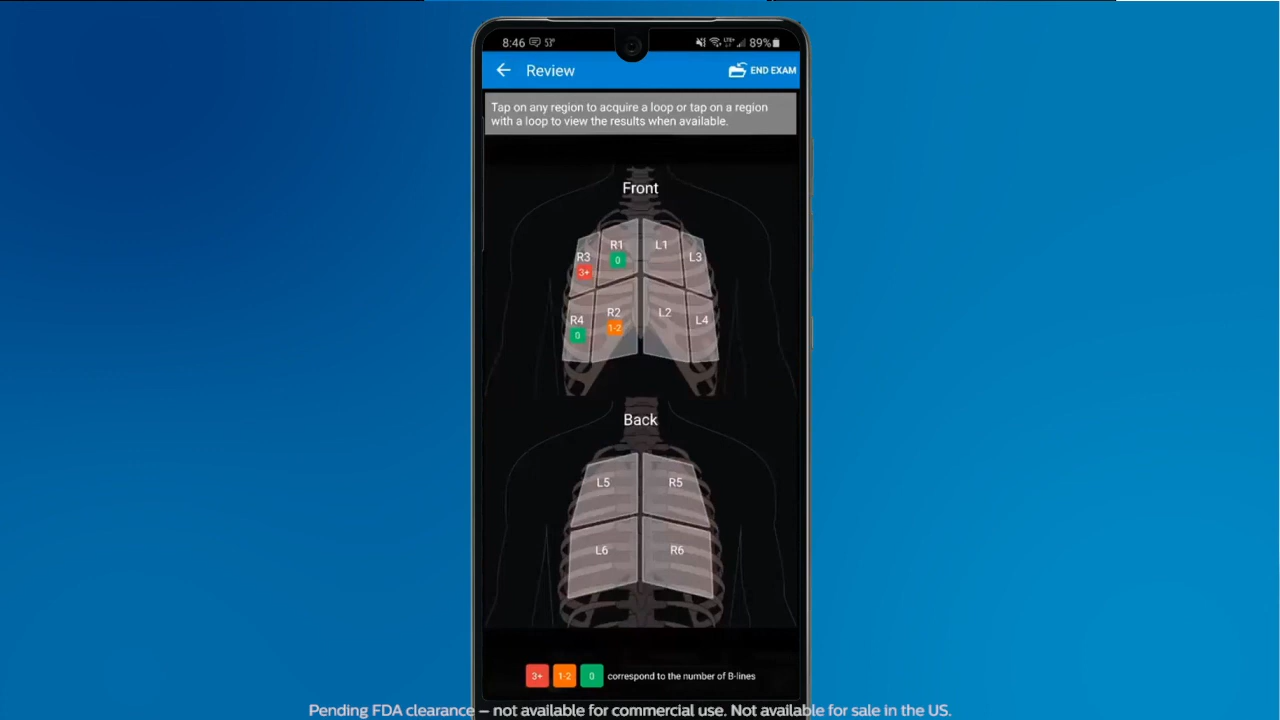 8:46 53° LTE+ 89%
Review END EXAM
Tap on any region to acquire a loop or tap on a region
with a loop to view the results when available.
Front
R1 L1
R3 0 L3
3+
R4 R2 L2 L4
0 1-2
Back
L5 R5
L6 R6
3+ 1-2 0 correspond to the number of B-lines
Pending FDA clearance – not available for commercial use. Not available for sale in the US.